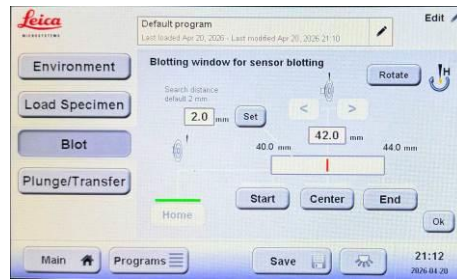 Leica
MICROSYSTEMS
Default program
Last loaded Apr 20, 2026 - Last modified Apr 20, 2026 21:10
Edit
Environment
Load Specimen
Blot
Plunge/Transfer
Blotting window for sensor blotting
Rotate
H
Search distance
default 2 mm
2.0 mm
Set
<
>
42.0 mm
40.0 mm
44.0 mm
Start
Center
End
Home
Ok
Main
Programs
Save
21:12
2026-04-20